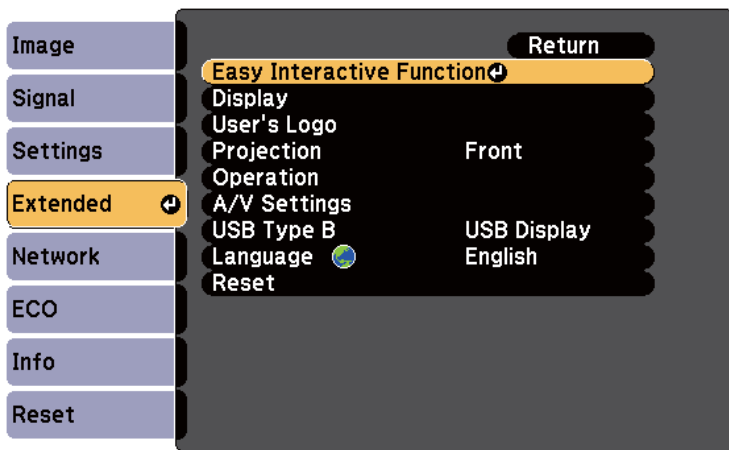 Image
Signal
Settings
Extended
Network
ECO
Info
Reset
Return
Easy Interactive Function
Display
User's Logo
Projection Front
Operation
A/V Settings
USB Type B USB Display
Language English
Reset